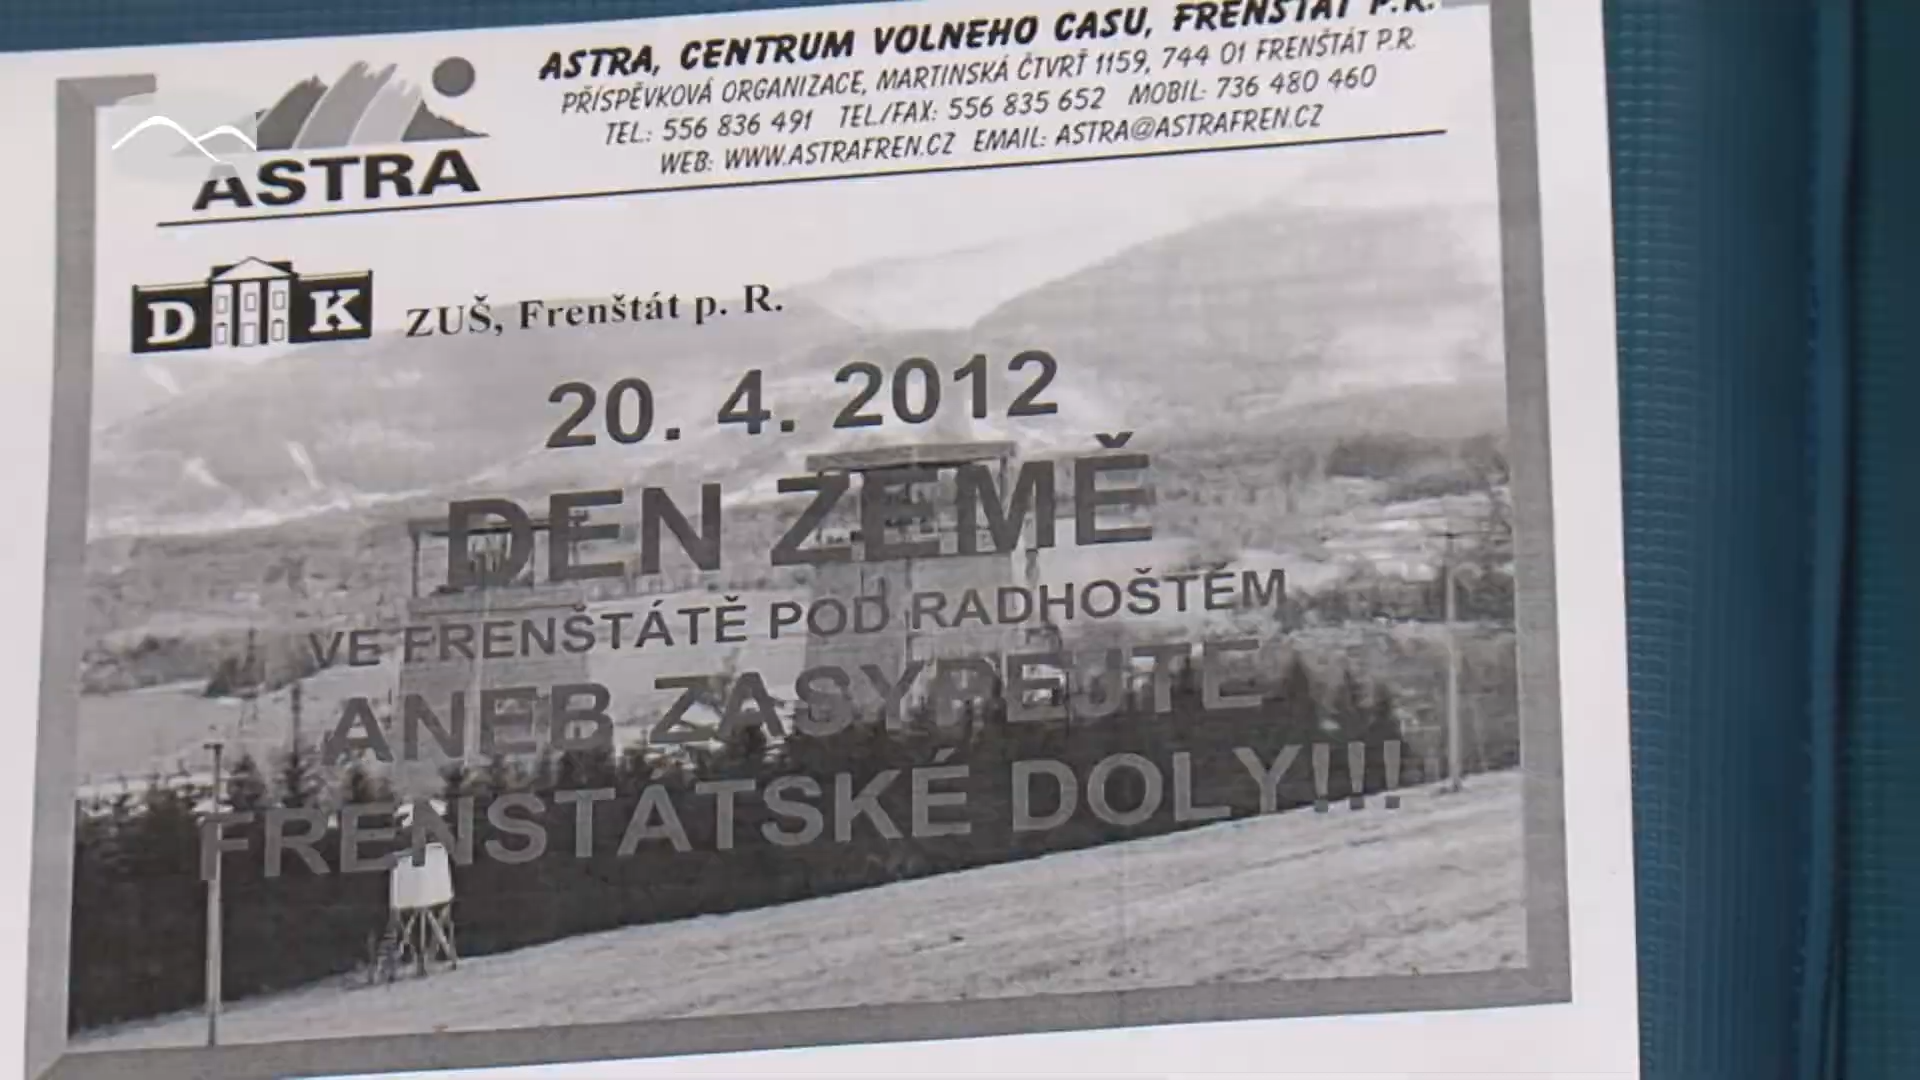 ASTRA, CENTRUM VOLNEHO CASU, FRENSTAT P.R.
PŘÍSPĚVKOVÁ ORGANIZACE, MARTINSKÁ ČTVRŤ 1159, 744 01 FRENŠTÁT P.R.
TEL: 556 836 491 TEL/FAX: 556 835 652 MOBIL: 736 480 460
WEB: WWW.ASTRAFREN.CZ EMAIL: ASTRA@ASTRAFREN.CZ
ASTRA
D K ZUŠ, Frenštát p. R.
20. 4. 2012
DEN ZEMĚ
VE FRENŠTÁTĚ POD RADHOŠTĚM
ANEB ZASYPEJTE
FRENŠTÁTSKÉ DOLY!!!